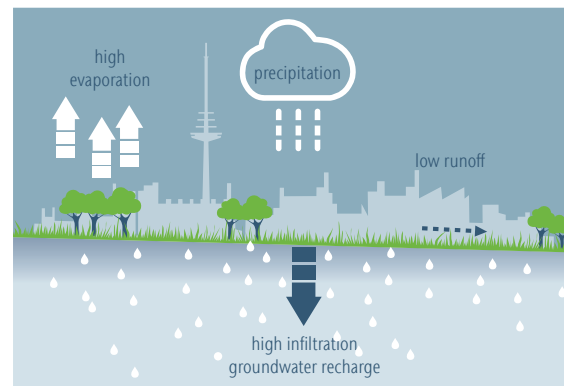 high
evaporation
precipitation
low runoff
high infiltration
groundwater recharge